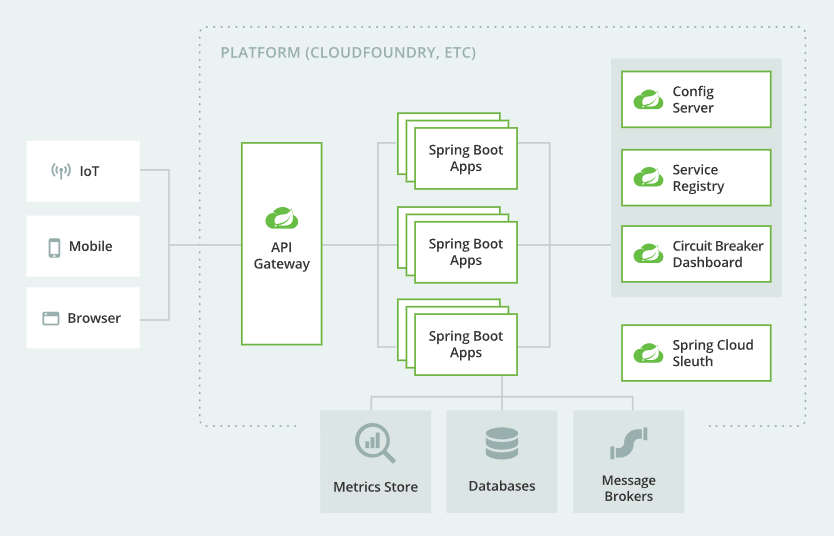 PLATFORM (CLOUDFOUNDRY, ETC)
IoT
Mobile
Browser
API
Gateway
Spring Boot
Apps
Spring Boot
Apps
Spring Boot
Apps
Config
Server
Service
Registry
Circuit Breaker
Dashboard
Spring Cloud
Sleuth
Metrics Store
Databases
Message
Brokers